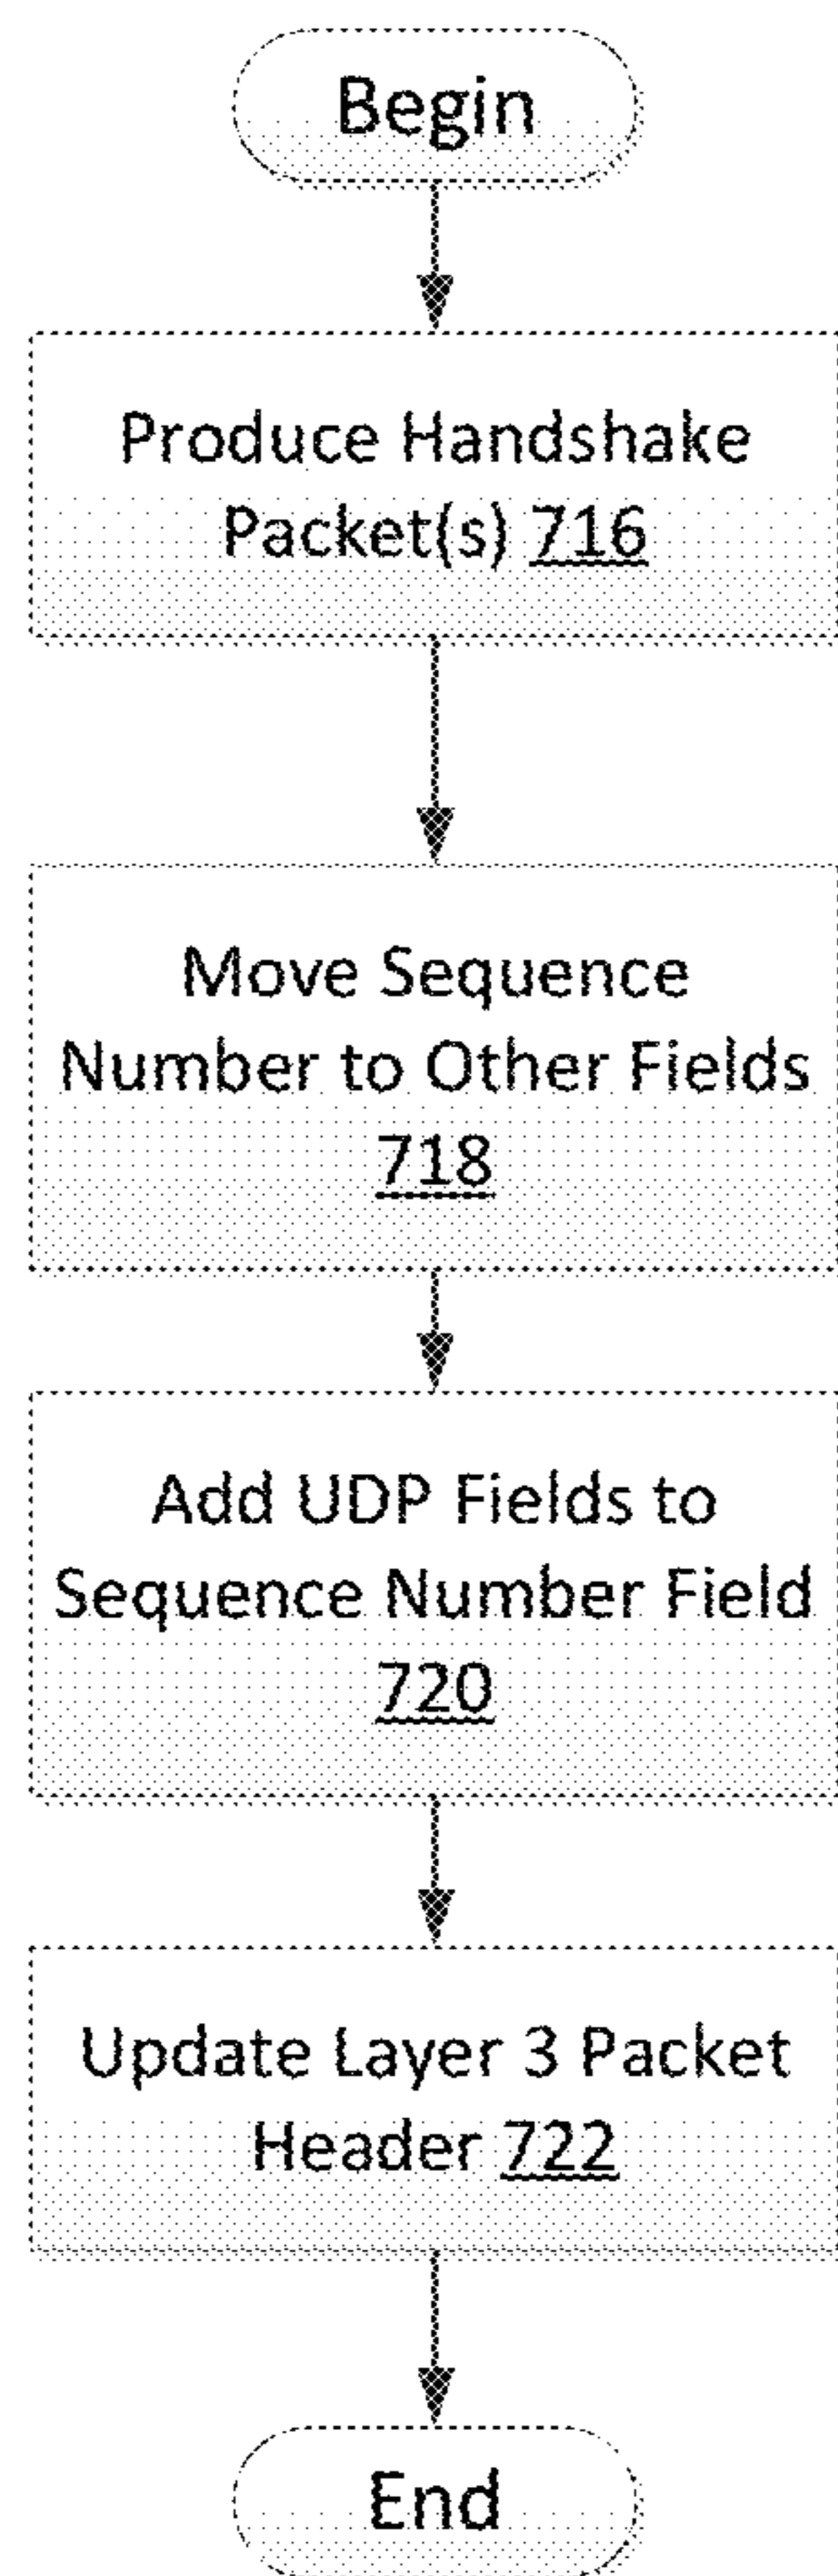 Begin
Produce Handshake
Packet(s) 716
Move Sequence
Number to Other Fields
718
Add UDP Fields to
Sequence Number Field
720
Update Layer 3 Packet
Header 722
End